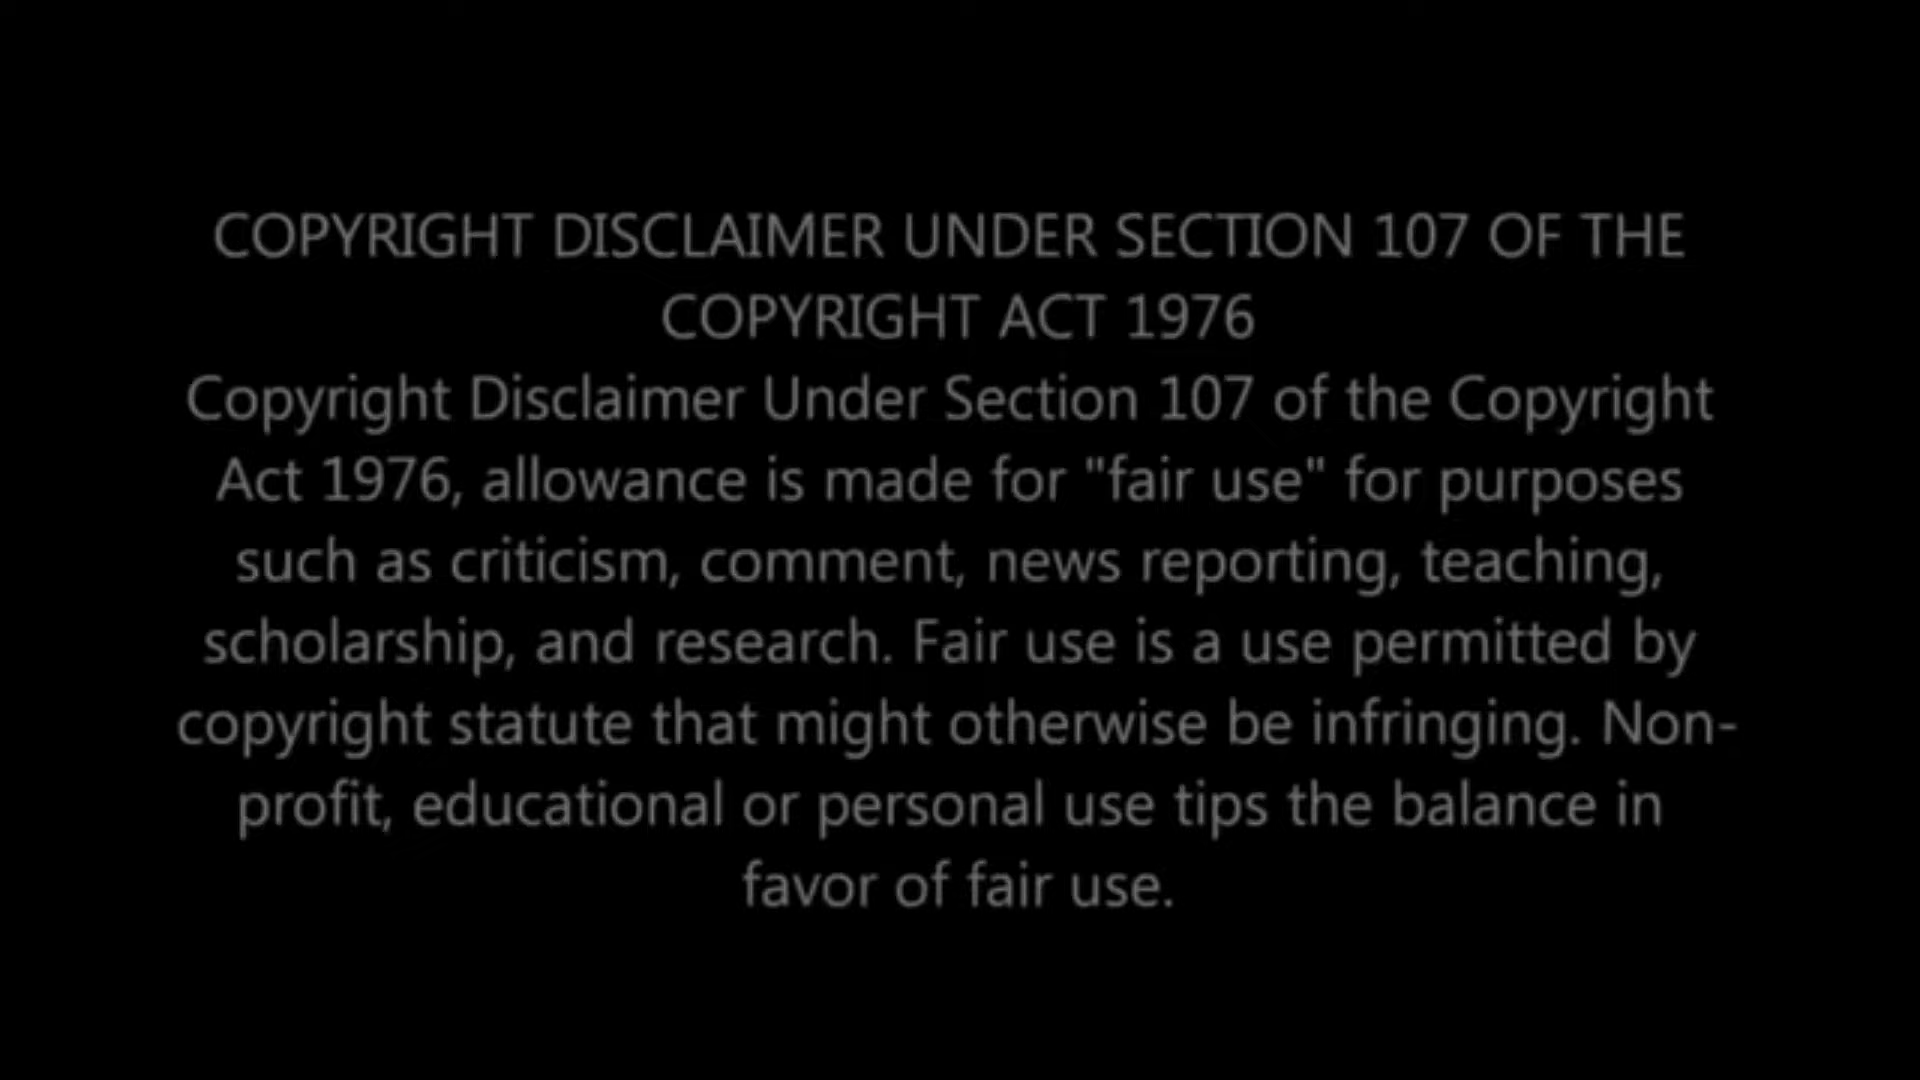 COPYRIGHT DISCLAIMER UNDER SECTION 107 OF THE
COPYRIGHT ACT 1976
Copyright Disclaimer Under Section 107 of the Copyright
Act 1976, allowance is made for "fair use" for purposes
such as criticism, comment, news reporting, teaching,
scholarship, and research. Fair use is a use permitted by
copyright statute that might otherwise be infringing. Non-
profit, educational or personal use tips the balance in
favor of fair use.